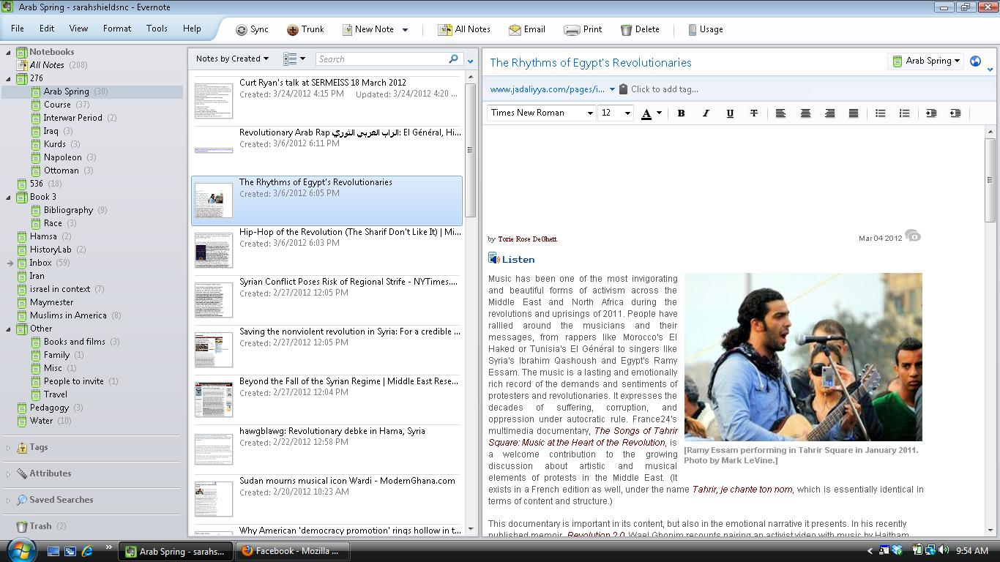 Arab Spring - sarahshieldsnc - Evernote
File Edit View Format Tools Help
Sync Trunk New Note All Notes Email Print Delete Usage
Notebooks
All Notes (208)
276
Arab Spring (30)
Course (37)
Interwar Period (2)
Iraq (3)
Kurds (3)
Napoleon (3)
Ottoman (3)
536 (18)
Book 3
Bibliography (9)
Race (3)
Hamsa (2)
HistoryLab (2)
Inbox (59)
Iran
israel in context (7)
Maymester
Muslims in America (8)
Other
Books and films (3)
Family (1)
Misc (1)
People to invite (1)
Travel
Pedagogy (3)
Water (10)
Tags
Attributes
Saved Searches
Trash (2)
Notes by Created Search
Curt Ryan's talk at SERMEISS 18 March 2012
Created: 3/24/2012 4:15 PM Updated: 3/24/2012 4:20 ...
Revolutionary Arab Rap الراب العربي الثوري: El Général, Hi...
Created: 3/6/2012 6:11 PM
The Rhythms of Egypt's Revolutionaries
Created: 3/6/2012 6:05 PM
Hip-Hop of the Revolution (The Sharif Don't Like It) | Mi...
Created: 3/6/2012 6:03 PM
Syrian Conflict Poses Risk of Regional Strife - NYTimes....
Created: 2/27/2012 12:05 PM
Saving the nonviolent revolution in Syria: For a credible ...
Created: 2/27/2012 12:05 PM
Beyond the Fall of the Syrian Regime | Middle East Rese...
Created: 2/27/2012 12:04 PM
hawgblawg: Revolutionary debke in Hama, Syria
Created: 2/22/2012 12:58 PM
Sudan mourns musical icon Wardi - ModernGhana.com
Created: 2/20/2012 10:23 AM
Why American 'democracy promotion' rings hollow in t...
The Rhythms of Egypt's Revolutionaries
Arab Spring
www.jadaliyya.com/pages/i... Click to add tag...
Times New Roman 12 A B I U T
by Torie Rose DeGhett
Mar 04 2012
Listen
Music has been one of the most invigorating
and beautiful forms of activism across the
Middle East and North Africa during the
revolutions and uprisings of 2011. People have
rallied around the musicians and their
messages, from rappers like Morocco's El
Haked or Tunisia's El Général to singers like
Syria's Ibrahim Qashoush and Egypt's Ramy
Essam. The music is a lasting and emotionally
rich record of the demands and sentiments of
protesters and revolutionaries. It expresses the
decades of suffering, corruption, and
oppression under autocratic rule. France24's
multimedia documentary, The Songs of Tahrir
Square: Music at the Heart of the Revolution, is
a welcome contribution to the growing
discussion about artistic and musical
elements of protests in the Middle East. (It
exists in a French edition as well, under the name Tahrir, je chante ton nom, which is essentially identical in
terms of content and structure.)
[Ramy Essam performing in Tahrir Square in January 2011.
Photo by Mark LeVine.]
This documentary is important in its content, but also in the emotional narrative it presents. In his recently
published memoir, Revolution 2.0, Wael Ghonim recounts pairing an activist video with music by Haitham
Arab Spring - sarahs... Facebook - Mozilla ... 9:54 AM